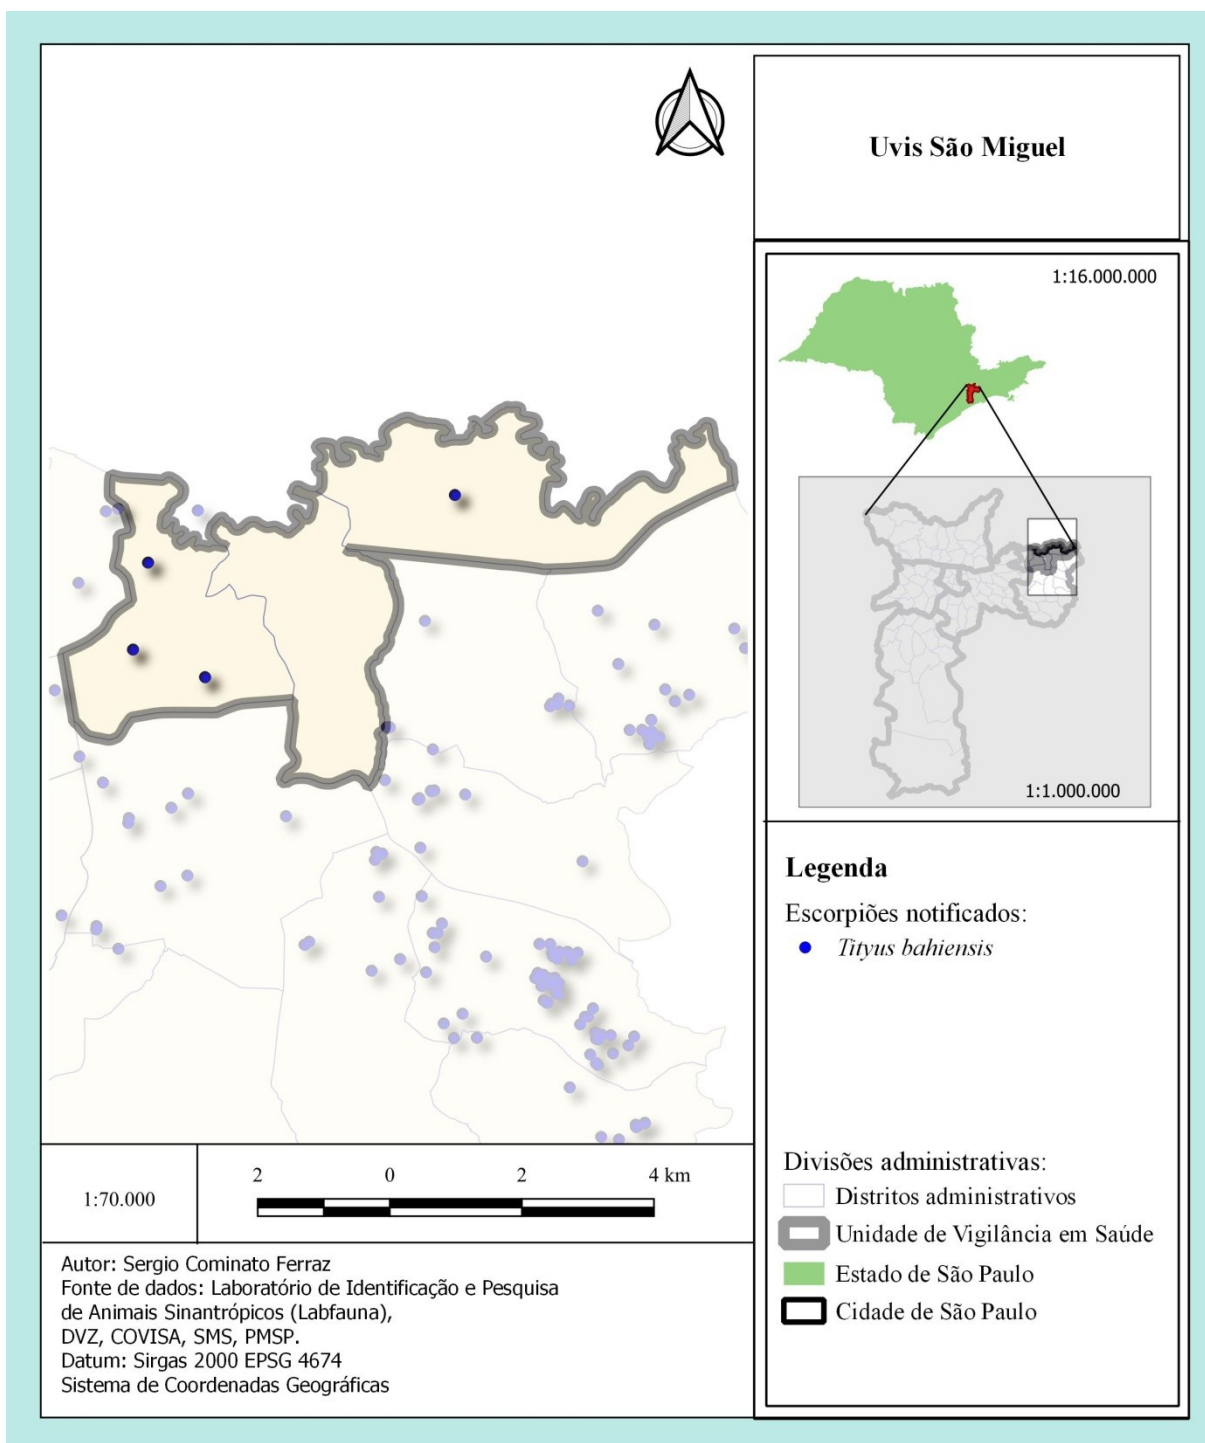 Uvis São Miguel
1:16.000.000
1:1.000.000
Legenda
Escorpiões notificados:
Tityus bahiensis
Divisões administrativas:
Distritos administrativos
Unidade de Vigilância em Saúde
Estado de São Paulo
Cidade de São Paulo
1:70.000
2 0 2 4 km
Autor: Sergio Cominato Ferraz
Fonte de dados: Laboratório de Identificação e Pesquisa
de Animais Sinantrópicos (Labfauna),
DVZ, COVISA, SMS, PMSP.
Datum: Sirgas 2000 EPSG 4674
Sistema de Coordenadas Geográficas